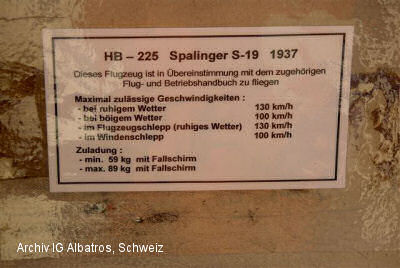 HB – 225 Spalinger S-19 1937
Dieses Flugzeug ist in Übereinstimmung mit dem zugehörigen
Flug- und Betriebshandbuch zu fliegen
Maximal zulässige Geschwindigkeiten :
- bei ruhigem Wetter 130 km/h
- bei böigem Wetter 100 km/h
- im Flugzeugschlepp (ruhiges Wetter) 130 km/h
- im Windenschlepp 100 km/h
Zuladung :
- min. 59 kg mit Fallschirm
- max. 89 kg mit Fallschirm
Archiv IG Albatros, Schweiz